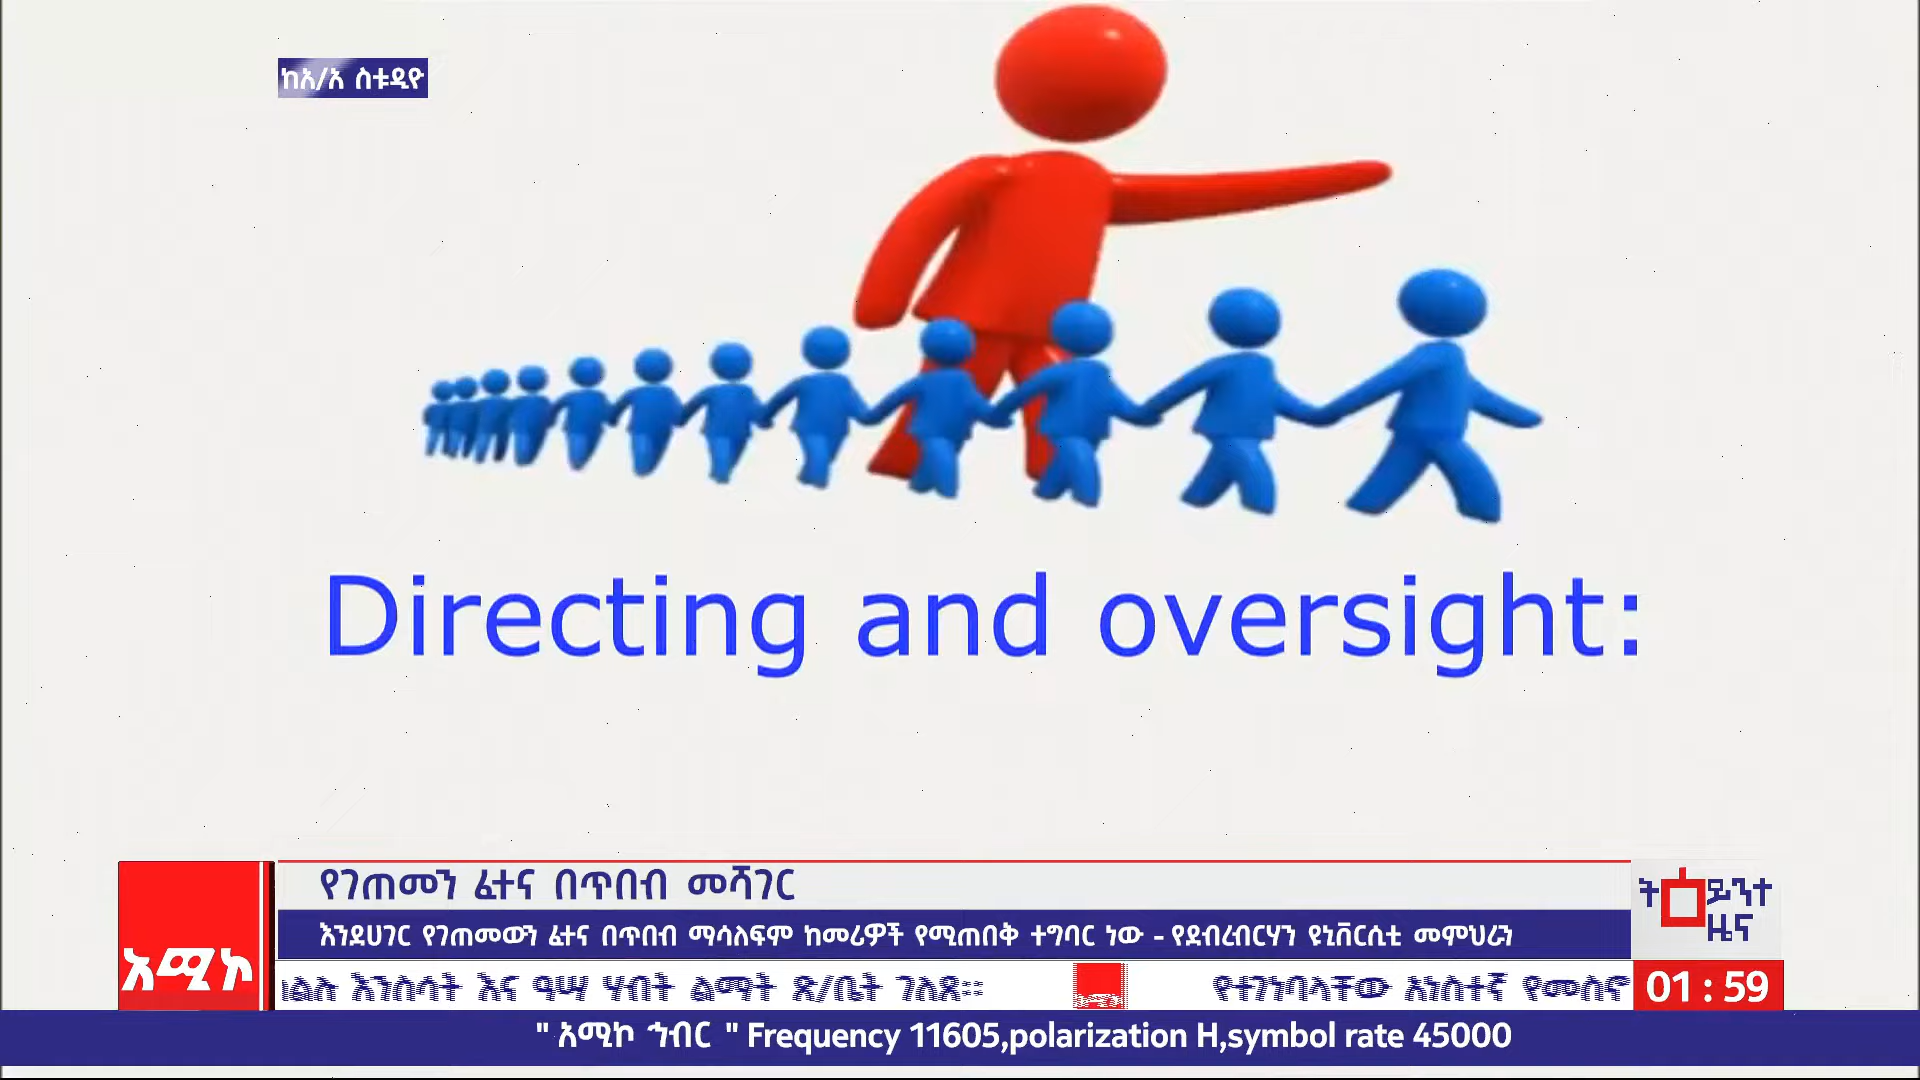 ከአ/አ ስቱዲዮ
Directing and oversight:
የገጠመን ፈተና በጥበብ መሻገር
እንደሀገር የገጠመውን ፈተና በጥበብ ማሳለፍም ከመሪዎች የሚጠበቅ ተግባር ነው - የደብረብርሃን ዩኒቨርሲቲ መምህራን
አሚኮ
ት ይንተ
ዜና
እንስሳት እና ዓሣ ሃብት ልማት ጽ/ቤት ገለጸ፡፡ የተገነባላቸው አነስተኛ የመስኖ
01:59
" አሚኮ ኅብር " Frequency 11605,polarization H,symbol rate 45000